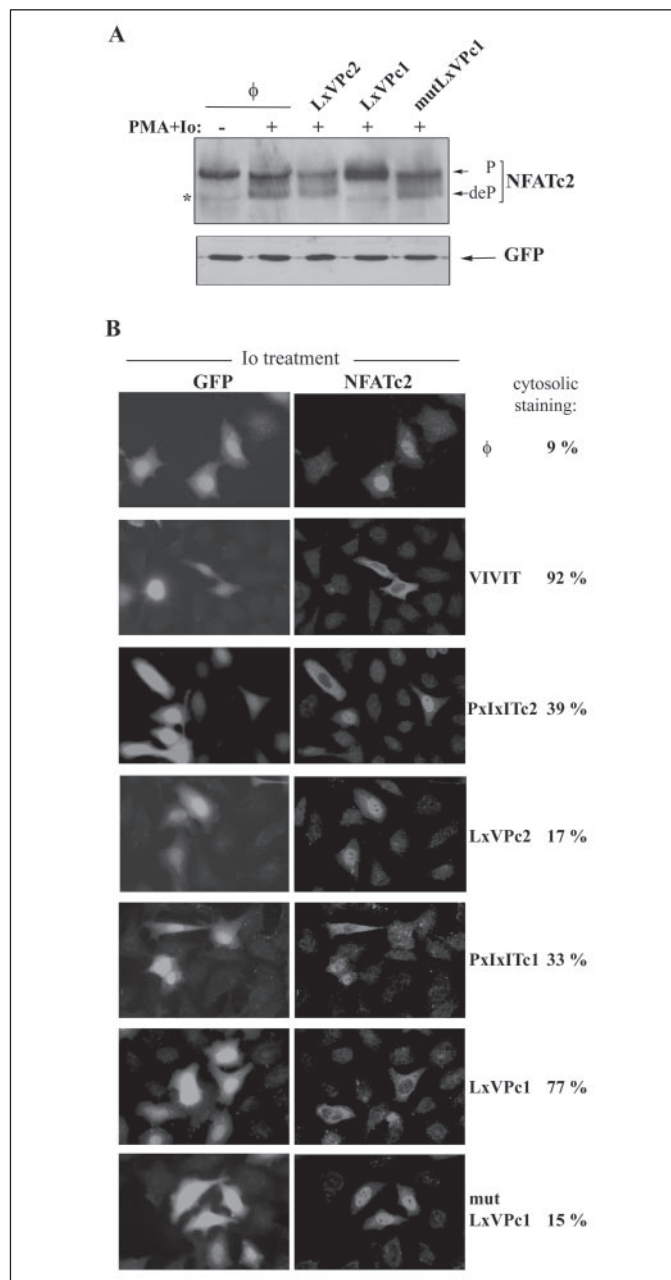 A
ϕ
LxVPc2
LxVPc1
mutLxVPc1
PMA+Io: - + + + +
P
deP
NFATc2
*
GFP
B
Io treatment
GFP NFATc2
cytosolic
staining:
ϕ 9 %
VIVIT 92 %
PxIxITc2 39 %
LxVPc2 17 %
PxIxITc1 33 %
LxVPc1 77 %
mut
LxVPc1 15 %